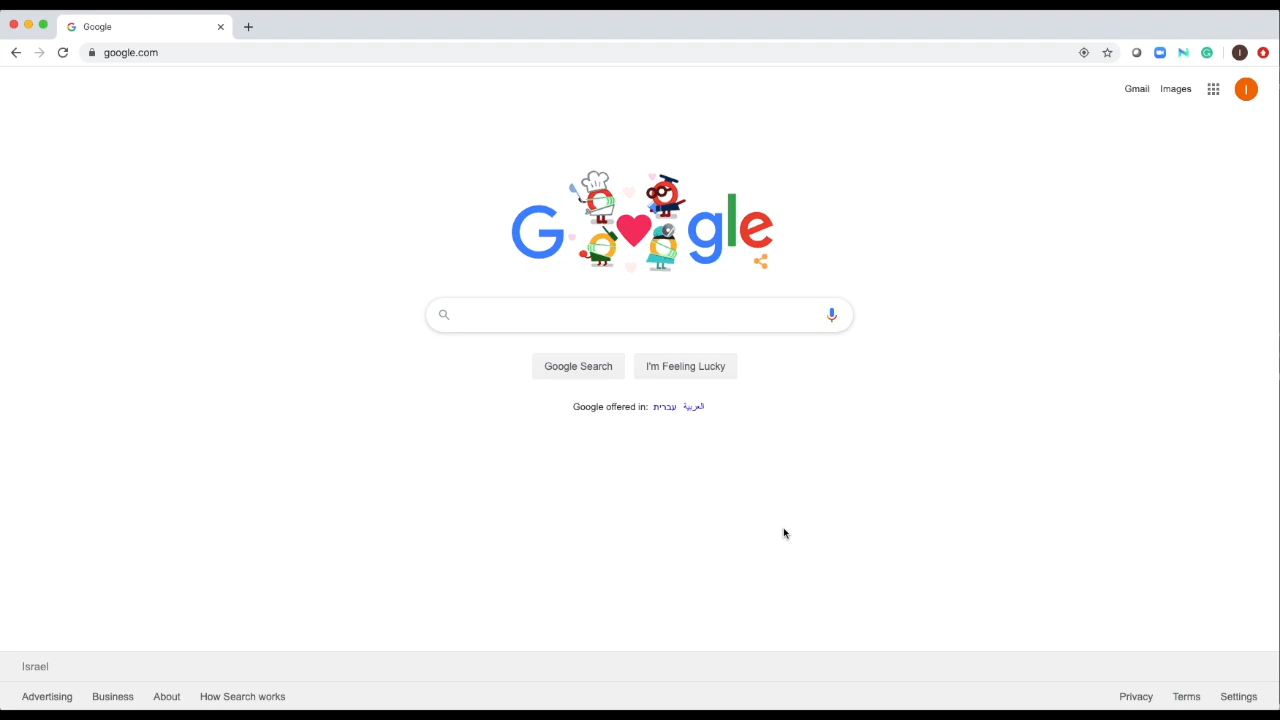 Google
google.com
I
Gmail Images I
Google
Google Search I'm Feeling Lucky
Google offered in: עברית العربية
Israel
Advertising Business About How Search works Privacy Terms Settings